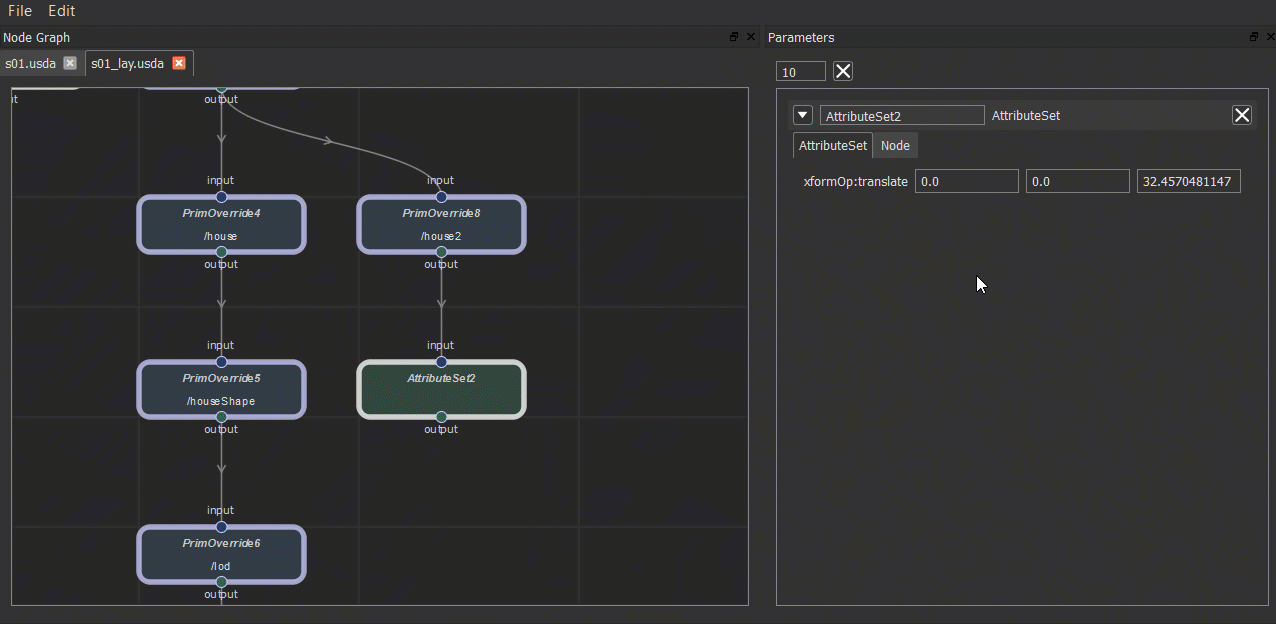 File Edit
Node Graph
s01.usda s01_lay.usda
it
output
input
PrimOverride4
/house
output
input
PrimOverride8
/house2
output
input
PrimOverride5
/houseShape
output
input
AttributeSet2
output
input
PrimOverride6
/lod
output
Parameters
10
AttributeSet2 AttributeSet
AttributeSet Node
xformOp:translate 0.0 0.0 32.4570481147